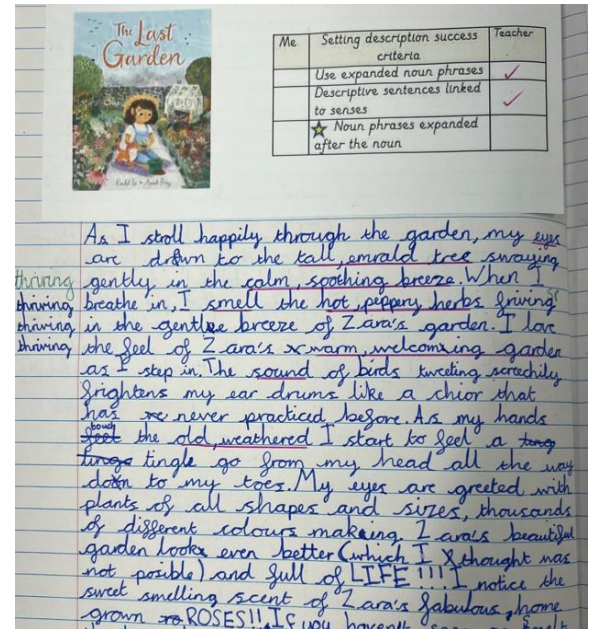 The Last
Garden
Me
Setting description success
criteria
Teacher
Use expanded noun phrases
Descriptive sentences linked
to senses
Noun phrases expanded
after the noun
As I stroll happily through the garden, my eyes
are drawn to the tall, emrald tree swaying
thriving gently in the calm, soothing breeze. When I
thriving breathe in, I smell the hot, peppery herbs friving
thriving in the gentle breeze of Zara's garden. I love
thriving the feel of Zara's warm, welcoming garden
as I step in. The sound of birds tweeting screechily
frightens my ear drums like a chior that
has never practiced before. As my hands
touch
feel the old, weathered I start to feel a
tingle go from my head all the way
down to my toes. My eyes are greeted with
plants of all shapes and sizes, thousands
of different colours making Zara's beautiful
garden look even better (which I thought was
not posible) and full of LIFE!!! I notice the
sweet smelling scent of Zara's fabulous, home
grown ROSES!! If you haven't